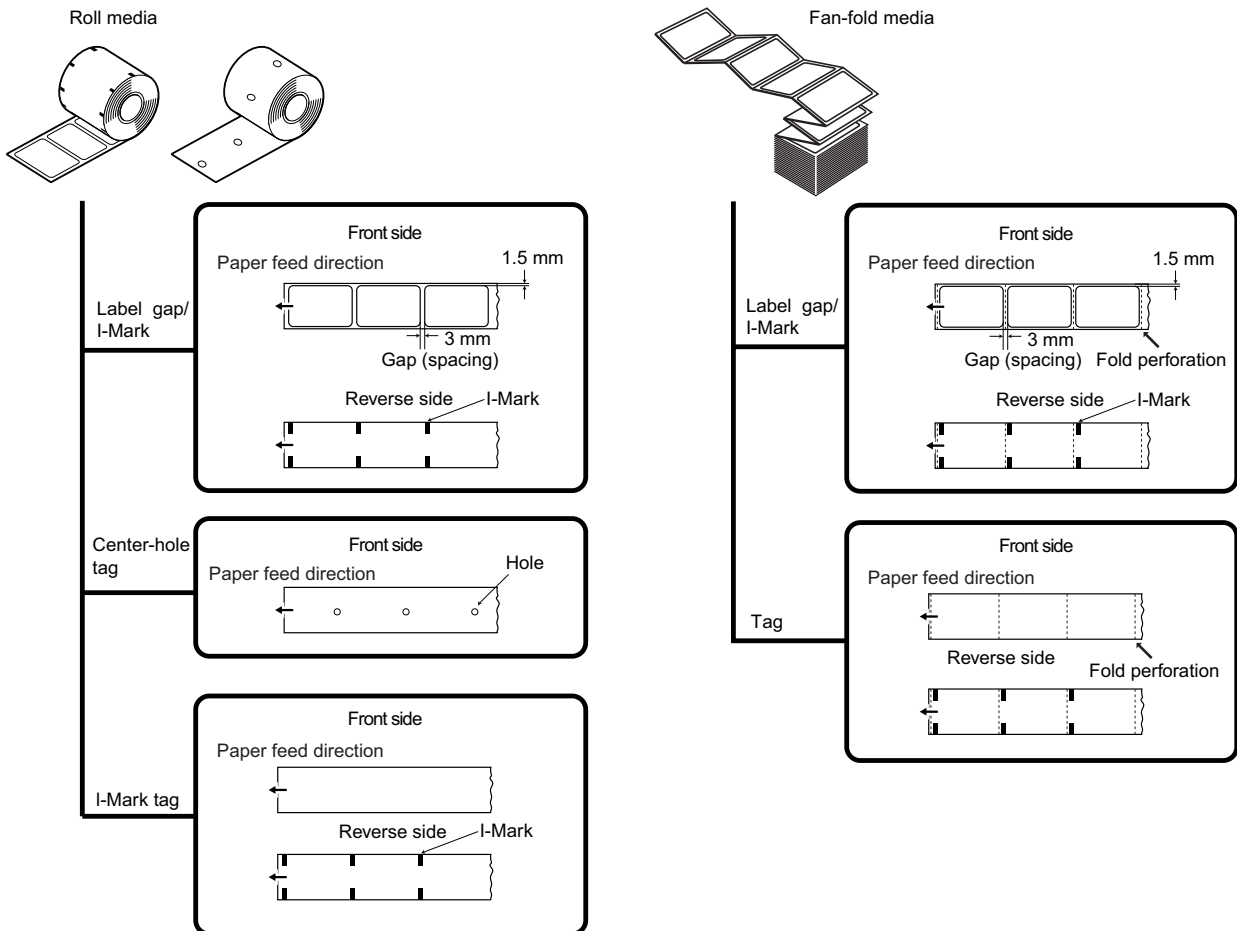 Roll media
Label gap/
I-Mark
Front side
Paper feed direction
1.5 mm
3 mm
Gap (spacing)
Reverse side
I-Mark
Center-hole
tag
Front side
Paper feed direction
Hole
I-Mark tag
Front side
Paper feed direction
Reverse side
I-Mark
Fan-fold media
Label gap/
I-Mark
Front side
Paper feed direction
1.5 mm
3 mm
Gap (spacing)
Fold perforation
Reverse side
I-Mark
Tag
Front side
Paper feed direction
Reverse side
Fold perforation